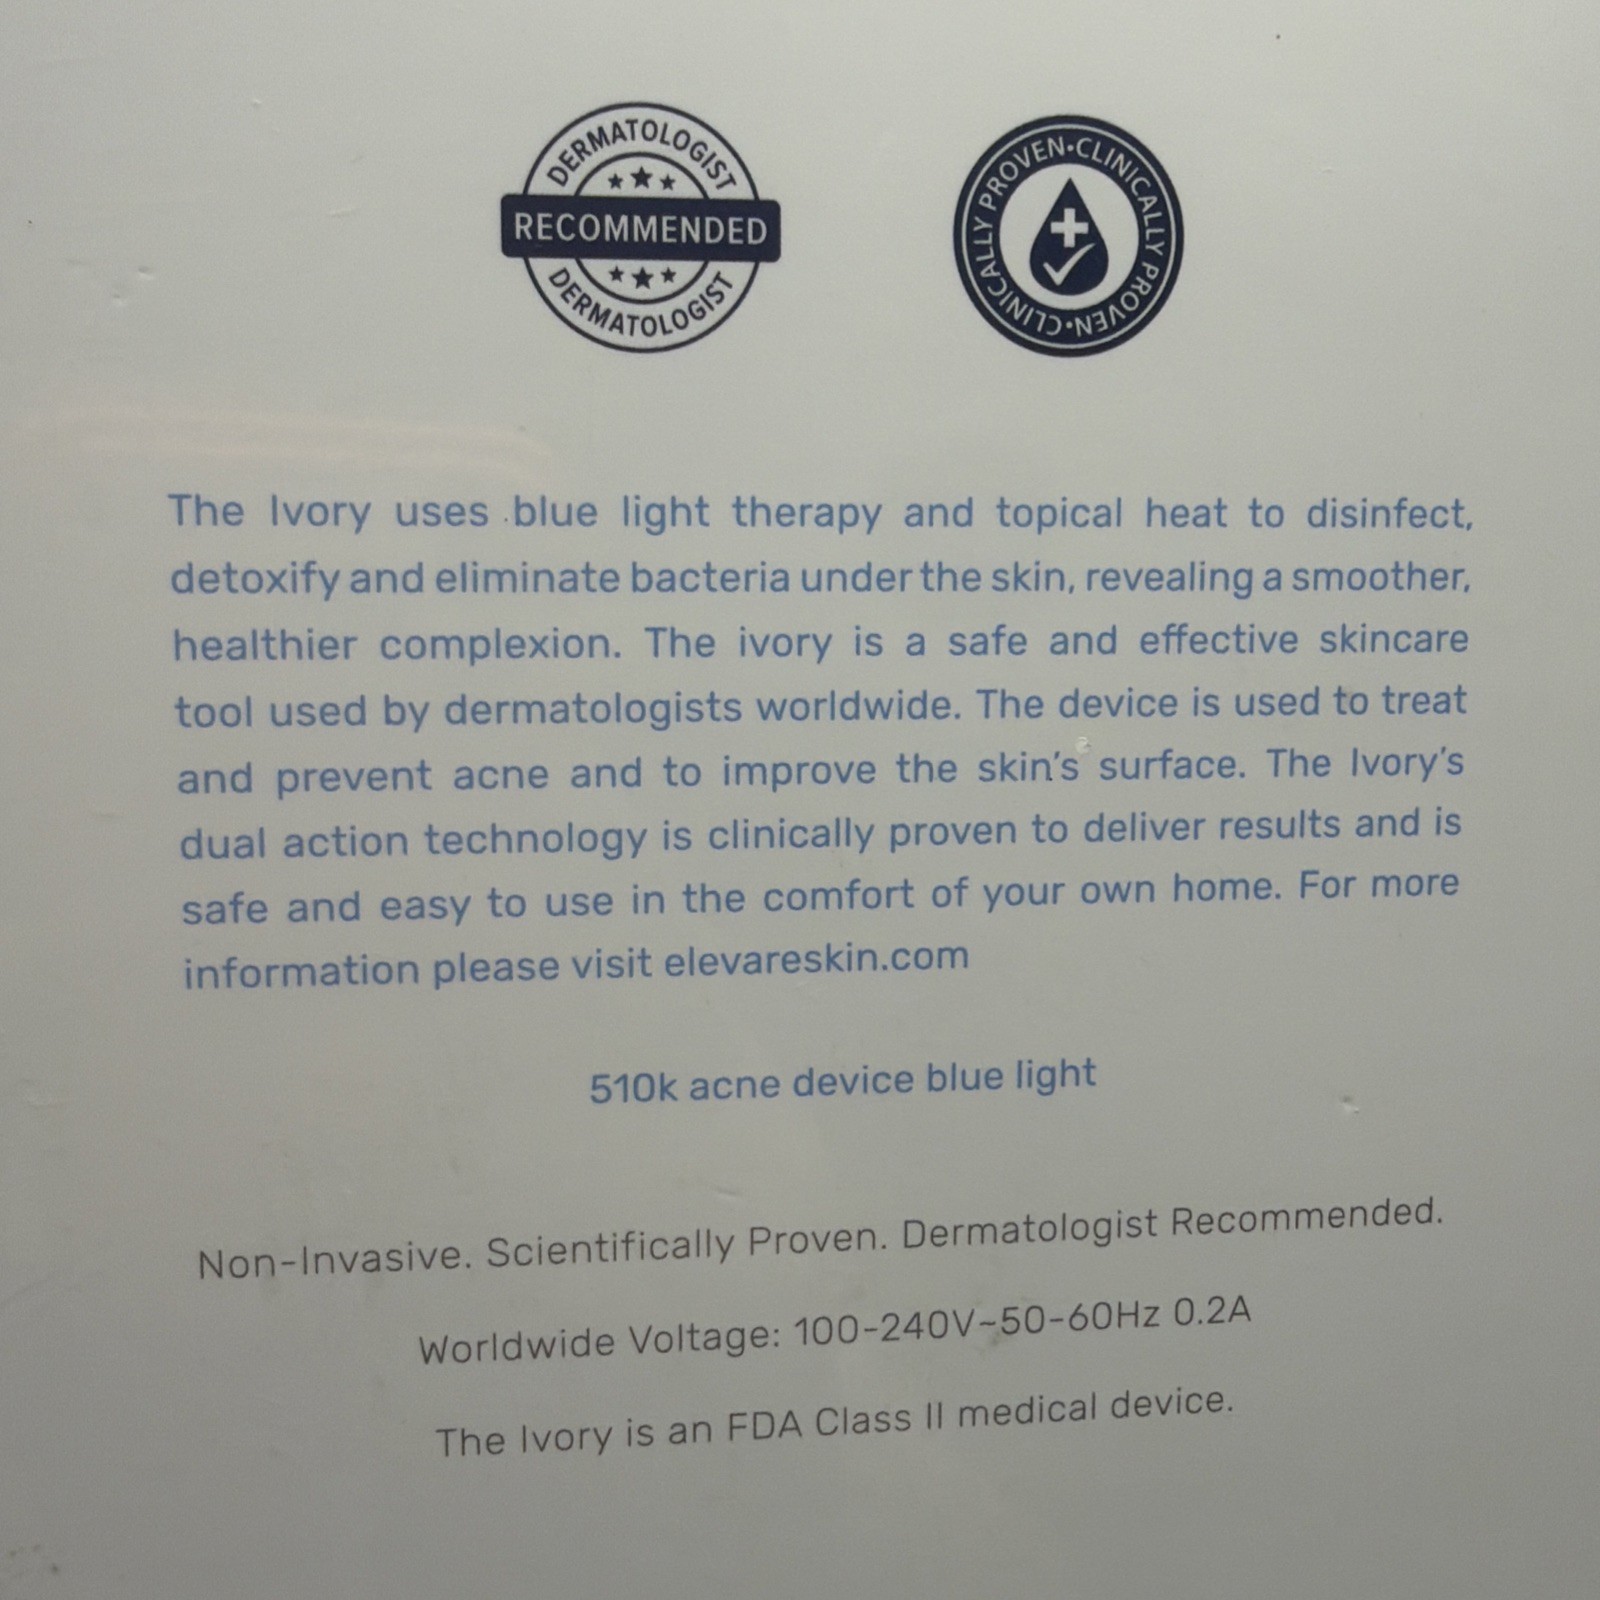 DERMATOLOGIST
RECOMMENDED
DERMATOLOGIST
CLINICALLY PROVEN•CLINICALLY PROVEN•
The Ivory uses blue light therapy and topical heat to disinfect,
detoxify and eliminate bacteria under the skin, revealing a smoother,
healthier complexion. The ivory is a safe and effective skincare
tool used by dermatologists worldwide. The device is used to treat
and prevent acne and to improve the skin's surface. The Ivory's
dual action technology is clinically proven to deliver results and is
safe and easy to use in the comfort of your own home. For more
information please visit elevareskin.com
510k acne device blue light
Non-Invasive. Scientifically Proven. Dermatologist Recommended.
Worldwide Voltage: 100-240V~50-60Hz 0.2A
The Ivory is an FDA Class II medical device.